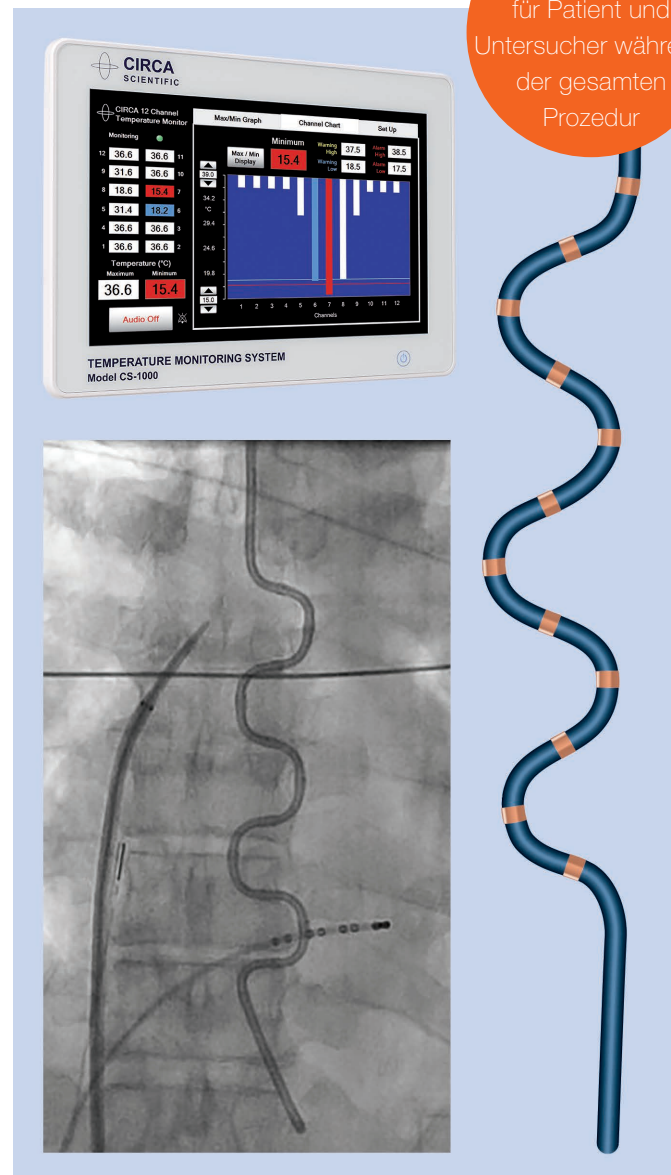 für Patient und
Untersucher währe
der gesamten
Prozedur
CIRCA
SCIENTIFIC
CIRCA 12 Channel
Temperature Monitor
Monitoring
12 36.6 36.6 11
9 31.6 36.6 10
8 18.6 15.4 7
5 31.4 18.2 6
4 36.6 36.6 3
1 36.6 36.6 2
Temperature (°C)
Maximum Minimum
36.6 15.4
Audio Off
Max/Min Graph Channel Chart Set Up
Max / Min
Display
Minimum
15.4
Warning
High 37.5
Alarm
High 38.5
Warning
Low 18.5
Alarm
Low 17.5
39.0
34.2
°C
29.4
24.6
19.8
15.0
1 2 3 4 5 6 7 8 9 10 11 12
Channels
TEMPERATURE MONITORING SYSTEM
Model CS-1000